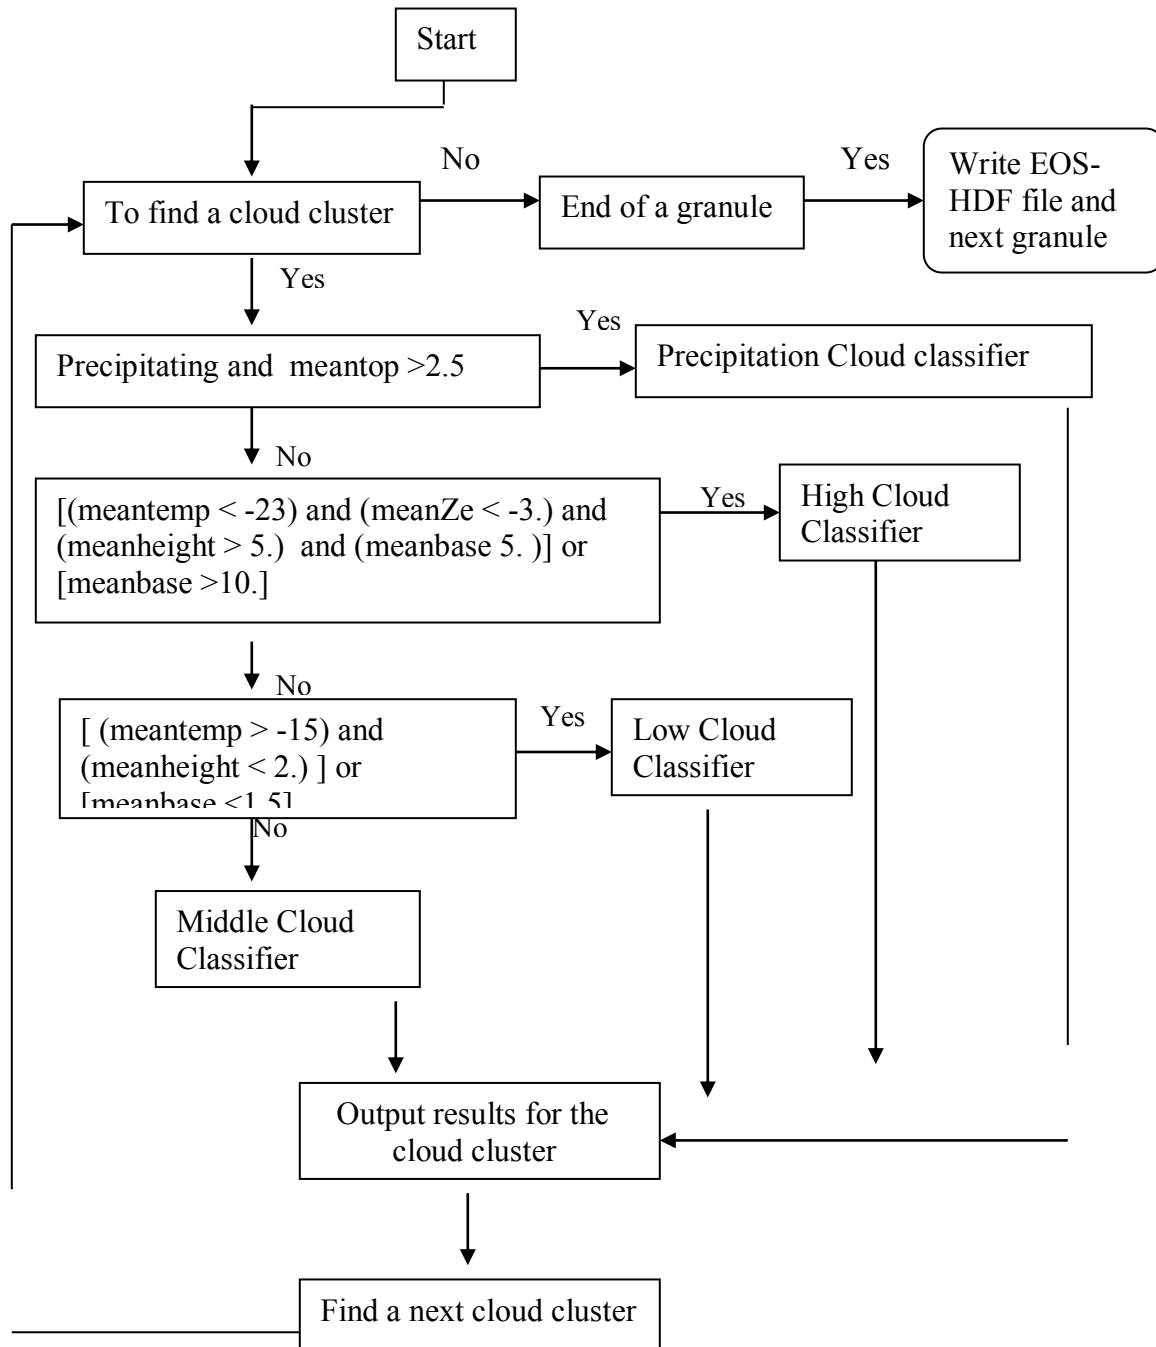 Start
No
Yes
To find a cloud cluster
End of a granule
Write EOS-
HDF file and
next granule
Yes
Precipitating and  meantop >2.5
Yes
Precipitation Cloud classifier
No
[(meantemp < -23) and (meanZe < -3.) and
(meanheight > 5.)  and (meanbase 5. )] or
[meanbase >10.]
Yes
High Cloud
Classifier
No
[ (meantemp > -15) and
(meanheight < 2.) ] or
[meanbase <1.5]
Yes
Low Cloud
Classifier
No
Middle Cloud
Classifier
Output results for the
cloud cluster
Find a next cloud cluster